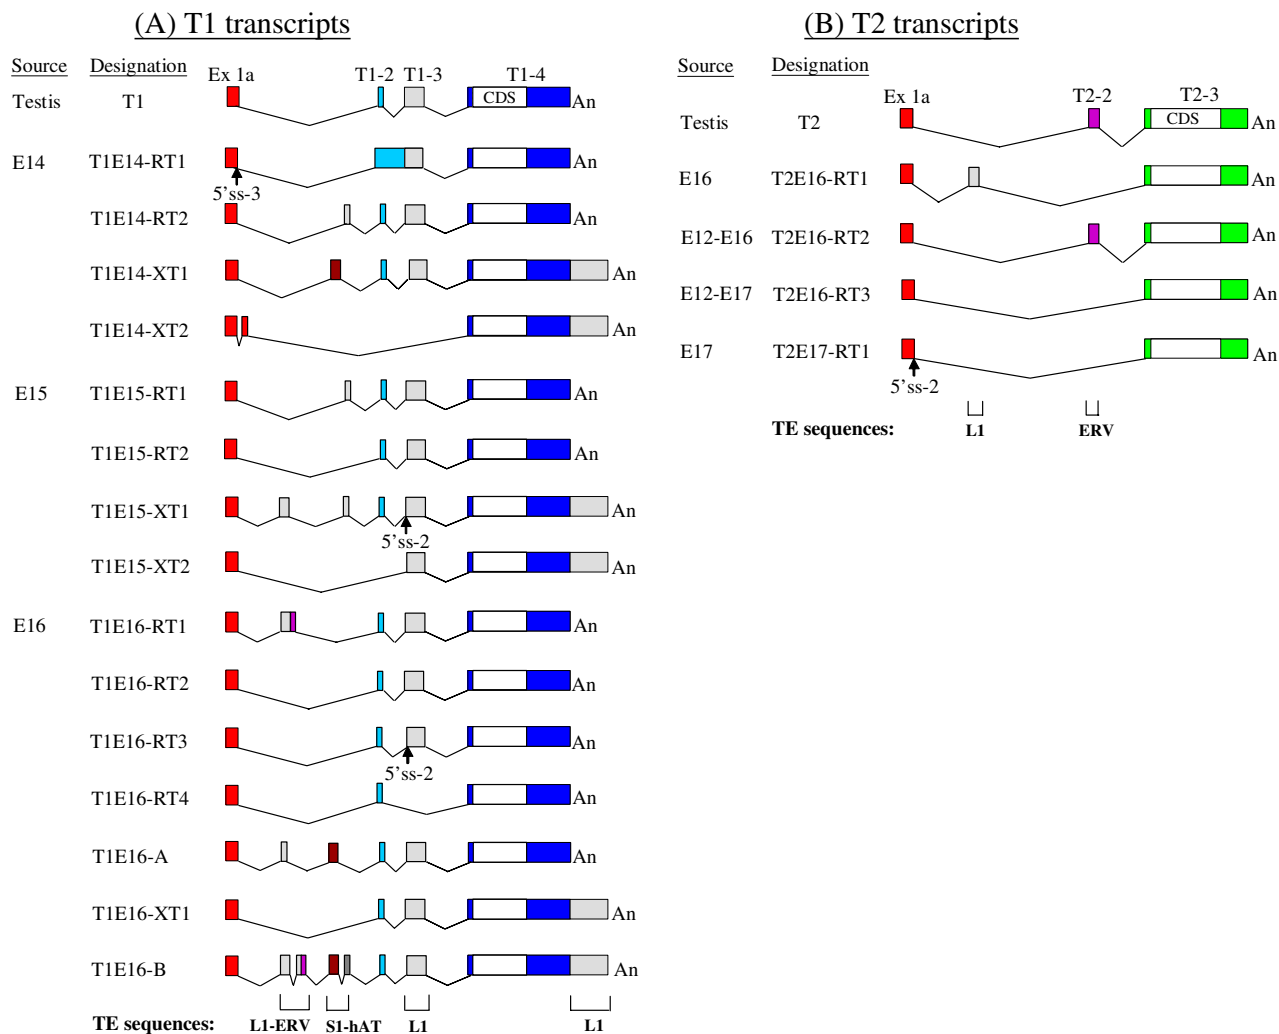 (A) T1 transcripts
Source Designation
Ex 1a T1-2 T1-3 T1-4
Testis T1 CDS An
E14 T1E14-RT1 An
5'ss-3
T1E14-RT2 An
T1E14-XT1 An
T1E14-XT2 An
E15 T1E15-RT1 An
T1E15-RT2 An
T1E15-XT1 An
5'ss-2
T1E15-XT2 An
E16 T1E16-RT1 An
T1E16-RT2 An
T1E16-RT3 An
5'ss-2
T1E16-RT4 An
T1E16-A An
T1E16-XT1 An
T1E16-B An
TE sequences: L1-ERV S1-hAT L1 L1
(B) T2 transcripts
Source Designation
Ex 1a T2-2 T2-3
Testis T2 CDS An
E16 T2E16-RT1 An
E12-E16 T2E16-RT2 An
E12-E17 T2E16-RT3 An
E17 T2E17-RT1 An
5'ss-2
TE sequences: L1 ERV